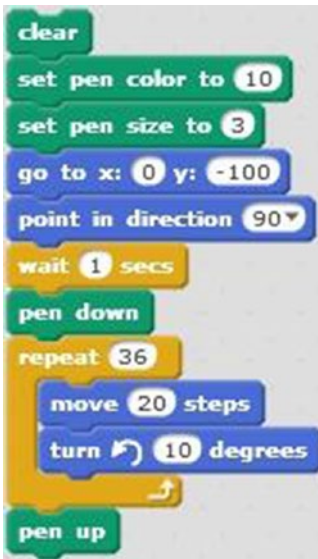 clear
set pen color to 10
set pen size to 3
go to x: 0 y: -100
point in direction 90
wait 1 secs
pen down
repeat 36
move 20 steps
turn 10 degrees
pen up